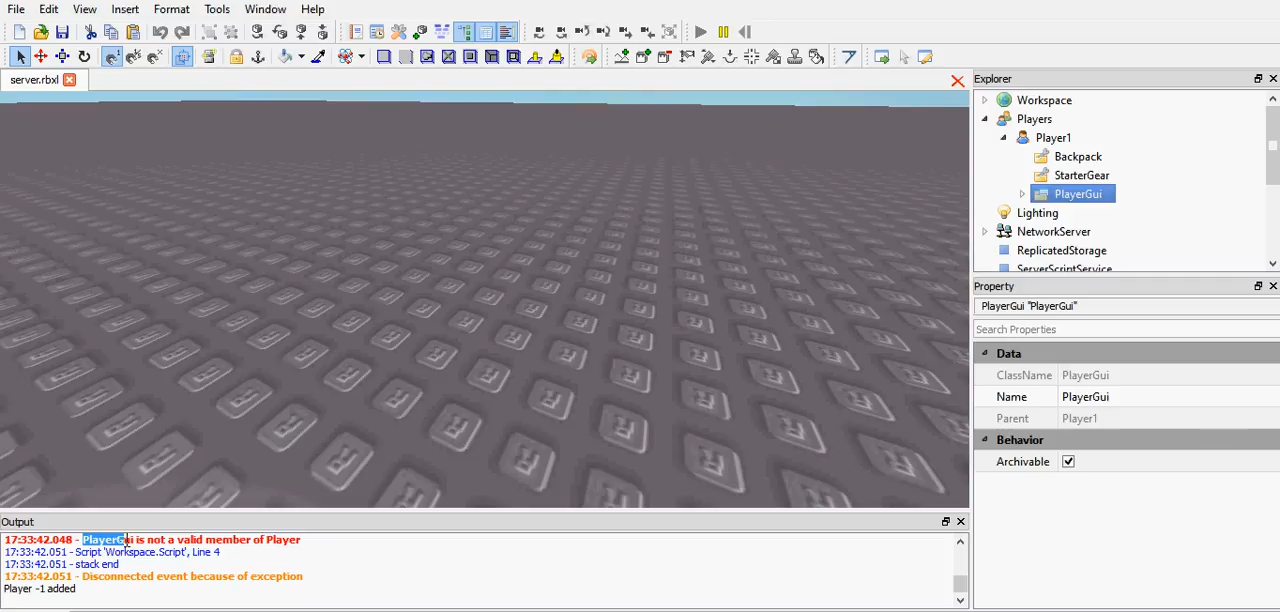 File Edit View Insert Format Tools Window Help
server.rbxl
Explorer
Workspace
Players
Player1
Backpack
StarterGear
PlayerGui
Lighting
NetworkServer
ReplicatedStorage
ServerScriptService
Property
PlayerGui "PlayerGui"
Search Properties
Data
ClassName PlayerGui
Name PlayerGui
Parent Player1
Behavior
Archivable
Output
17:33:42.048 - PlayerGui is not a valid member of Player
17:33:42.051 - Script 'Workspace.Script', Line 4
17:33:42.051 - stack end
17:33:42.051 - Disconnected event because of exception
Player -1 added